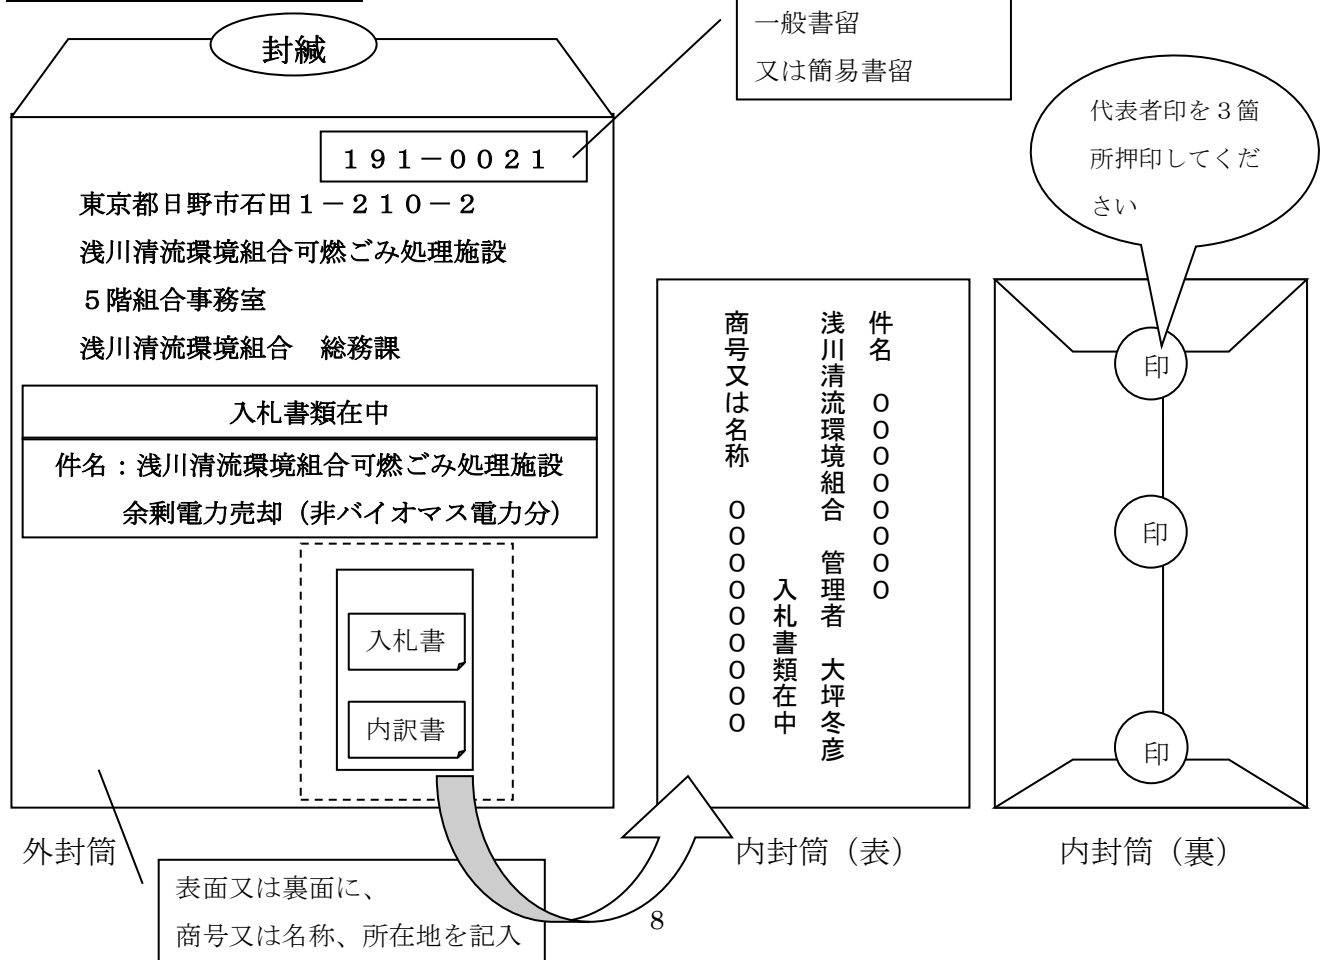 一般書留
又は簡易書留
封緘
１９１−００２１
東京都日野市石田１−２１０−２
浅川清流環境組合可燃ごみ処理施設
５階組合事務室
浅川清流環境組合　総務課
入札書類在中
件名：浅川清流環境組合可燃ごみ処理施設
余剰電力売却（非バイオマス電力分）
入札書
内訳書
外封筒
表面又は裏面に、
商号又は名称、所在地を記入
件名　００００００００
浅川清流環境組合　管理者　大坪冬彦
入札書類在中
商号又は名称　０００００００００
内封筒（表）
代表者印を３箇
所押印してくだ
さい
印
印
印
内封筒（裏）
8